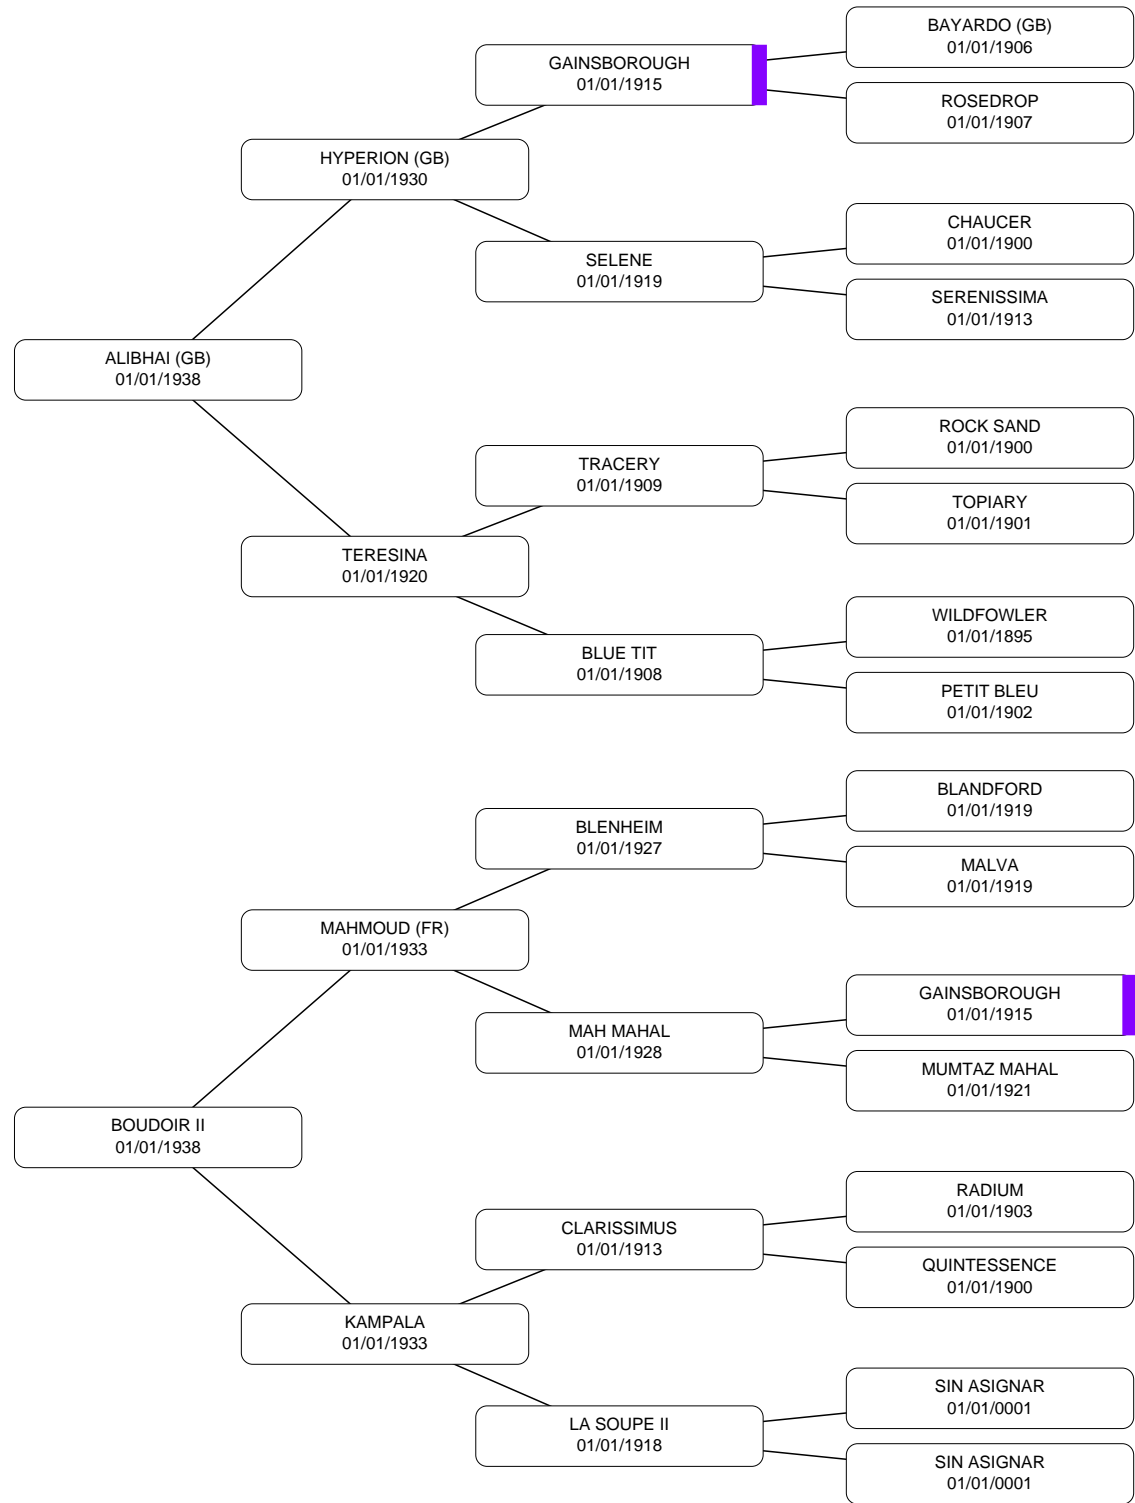 BAYARDO (GB)
01/01/1906
GAINSBOROUGH
01/01/1915
ROSEDROP
01/01/1907
HYPERION (GB)
01/01/1930
CHAUCER
01/01/1900
SELENE
01/01/1919
SERENISSIMA
01/01/1913
ALIBHAI (GB)
01/01/1938
ROCK SAND
01/01/1900
TRACERY
01/01/1909
TOPIARY
01/01/1901
TERESINA
01/01/1920
WILDFOWLER
01/01/1895
BLUE TIT
01/01/1908
PETIT BLEU
01/01/1902
BLANDFORD
01/01/1919
BLENHEIM
01/01/1927
MALVA
01/01/1919
MAHMOUD (FR)
01/01/1933
GAINSBOROUGH
01/01/1915
MAH MAHAL
01/01/1928
MUMTAZ MAHAL
01/01/1921
BOUDOIR II
01/01/1938
RADIUM
01/01/1903
CLARISSIMUS
01/01/1913
QUINTESSENCE
01/01/1900
KAMPALA
01/01/1933
SIN ASIGNAR
01/01/0001
LA SOUPE II
01/01/1918
SIN ASIGNAR
01/01/0001